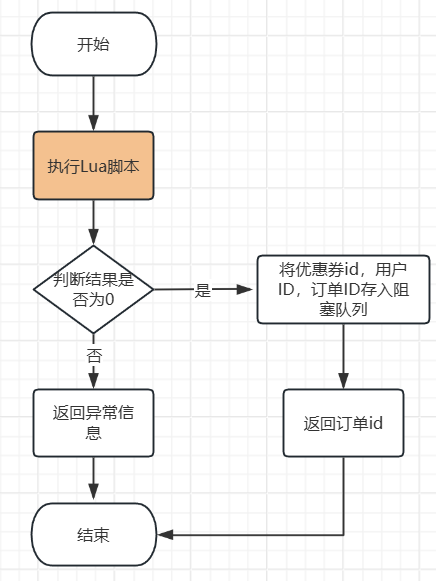 开始
执行Lua脚本
判断结果是
否为0
是
将优惠券id，用户
ID，订单ID存入阻
塞队列
否
返回异常信
息
返回订单id
结束